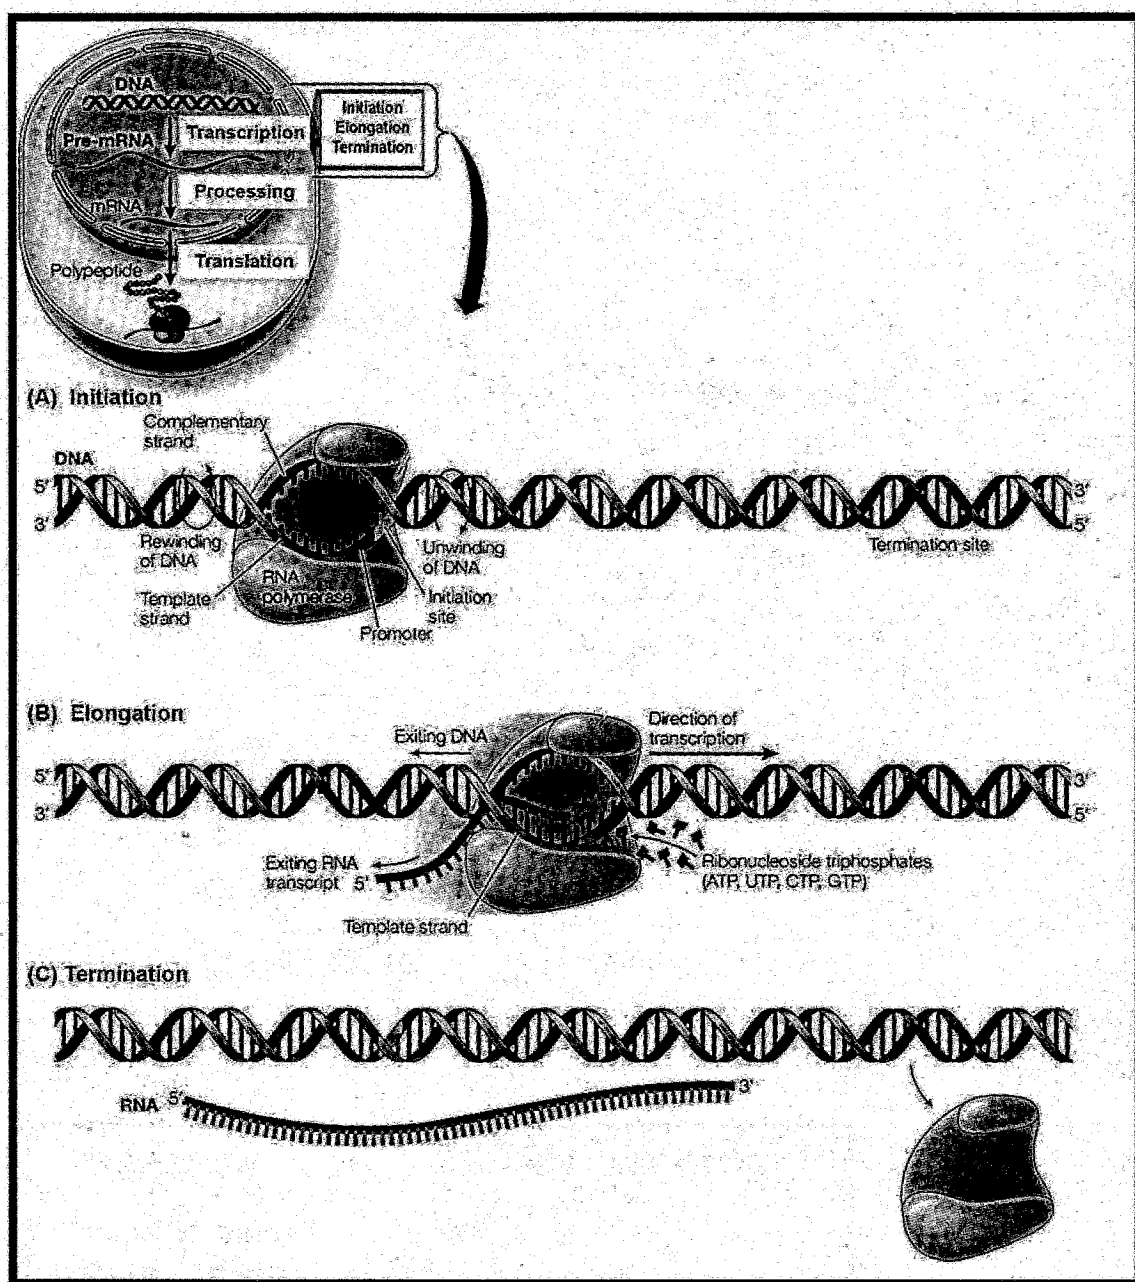 DNA
Pre-mRNA
Transcription
Initiation
Elongation
Termination
Processing
mRNA
Translation
Polypeptide
(A) Initiation
Complementary
strand
DNA
5'
3'
3'
5'
Rewinding
of DNA
Template
strand
RNA
polymerase
Promoter
Unwinding
of DNA
Initiation
site
Termination site
(B) Elongation
Exiting DNA
Direction of
transcription
5'
3'
3'
5'
Exiting RNA
transcript 5'
Template strand
Ribonucleoside triphosphates
(ATP, UTP, CTP, GTP)
(C) Termination
RNA 5'
3'